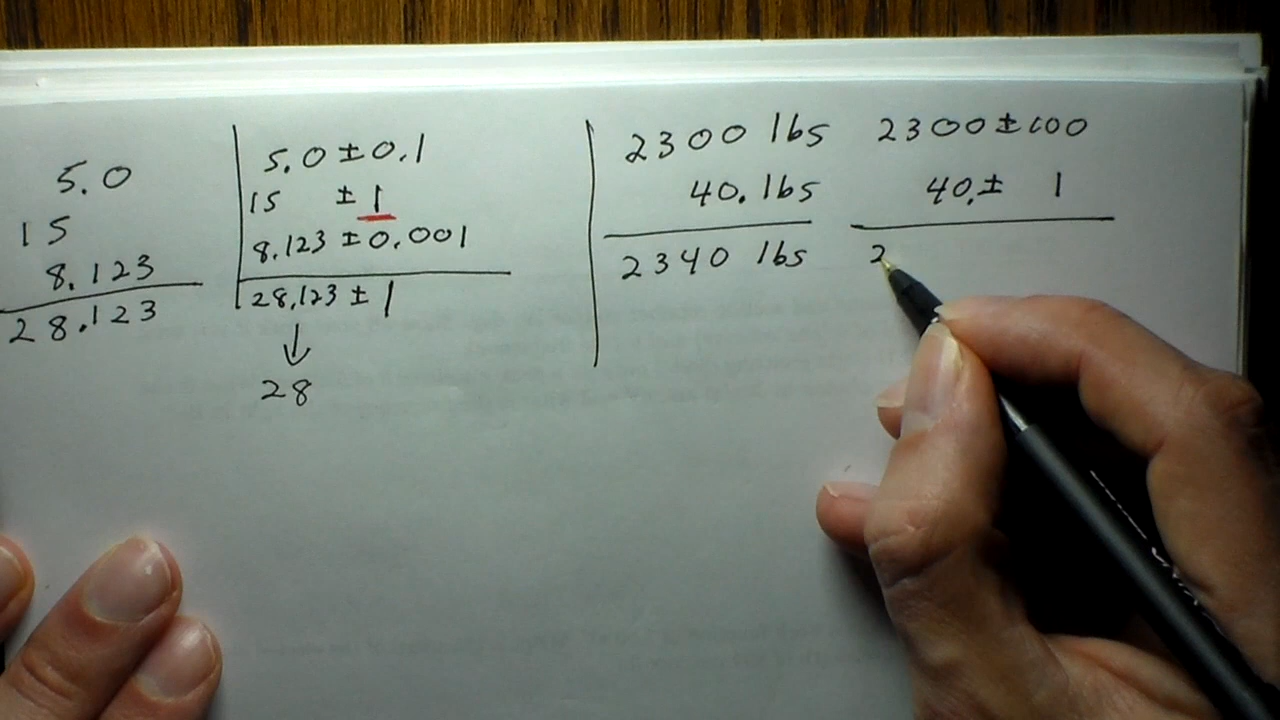 5.0
15
8.123
28.123
5.0 ± 0.1
15 ± 1
8.123 ± 0.001
28.123 ± 1
↓
28
2300 lbs
40. lbs
2340 lbs
2300 ± 100
40. ± 1
2